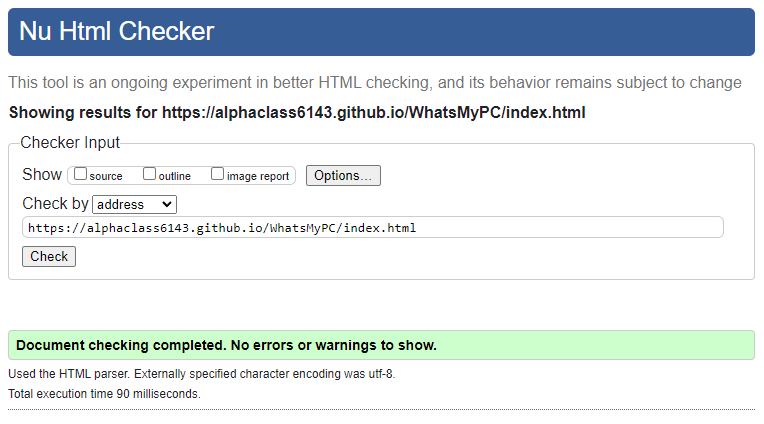 Nu Html Checker
This tool is an ongoing experiment in better HTML checking, and its behavior remains subject to change
Showing results for https://alphaclass6143.github.io/WhatsMyPC/index.html
Checker Input
Show source outline image report Options...
Check by address
https://alphaclass6143.github.io/WhatsMyPC/index.html
Check
Document checking completed. No errors or warnings to show.
Used the HTML parser. Externally specified character encoding was utf-8.
Total execution time 90 milliseconds.